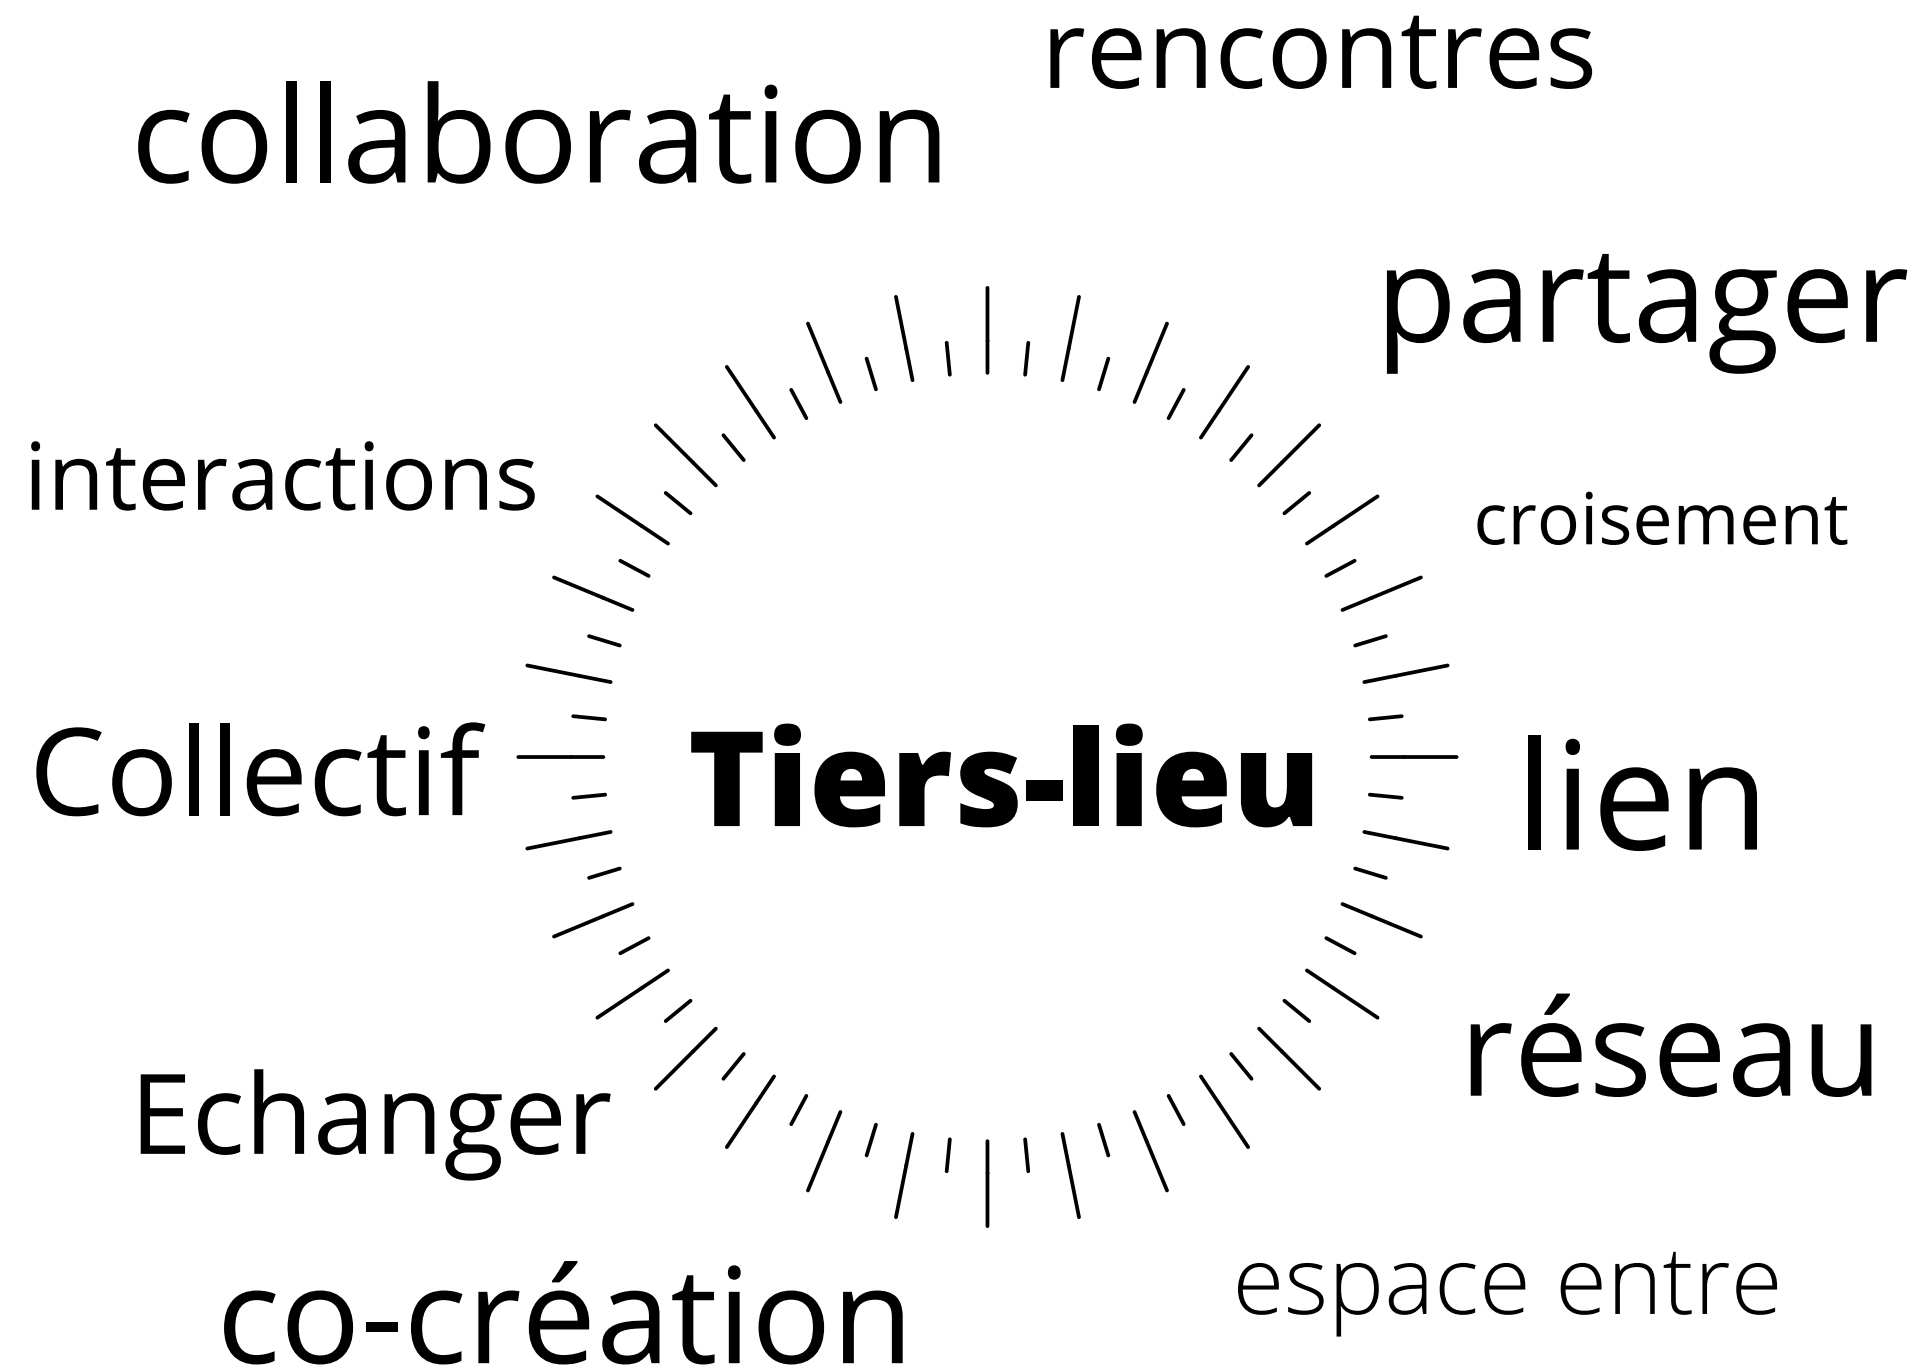 rencontres
collaboration
partager
interactions
croisement
Collectif
Tiers-lieu
lien
réseau
Echanger
espace entre
co-création